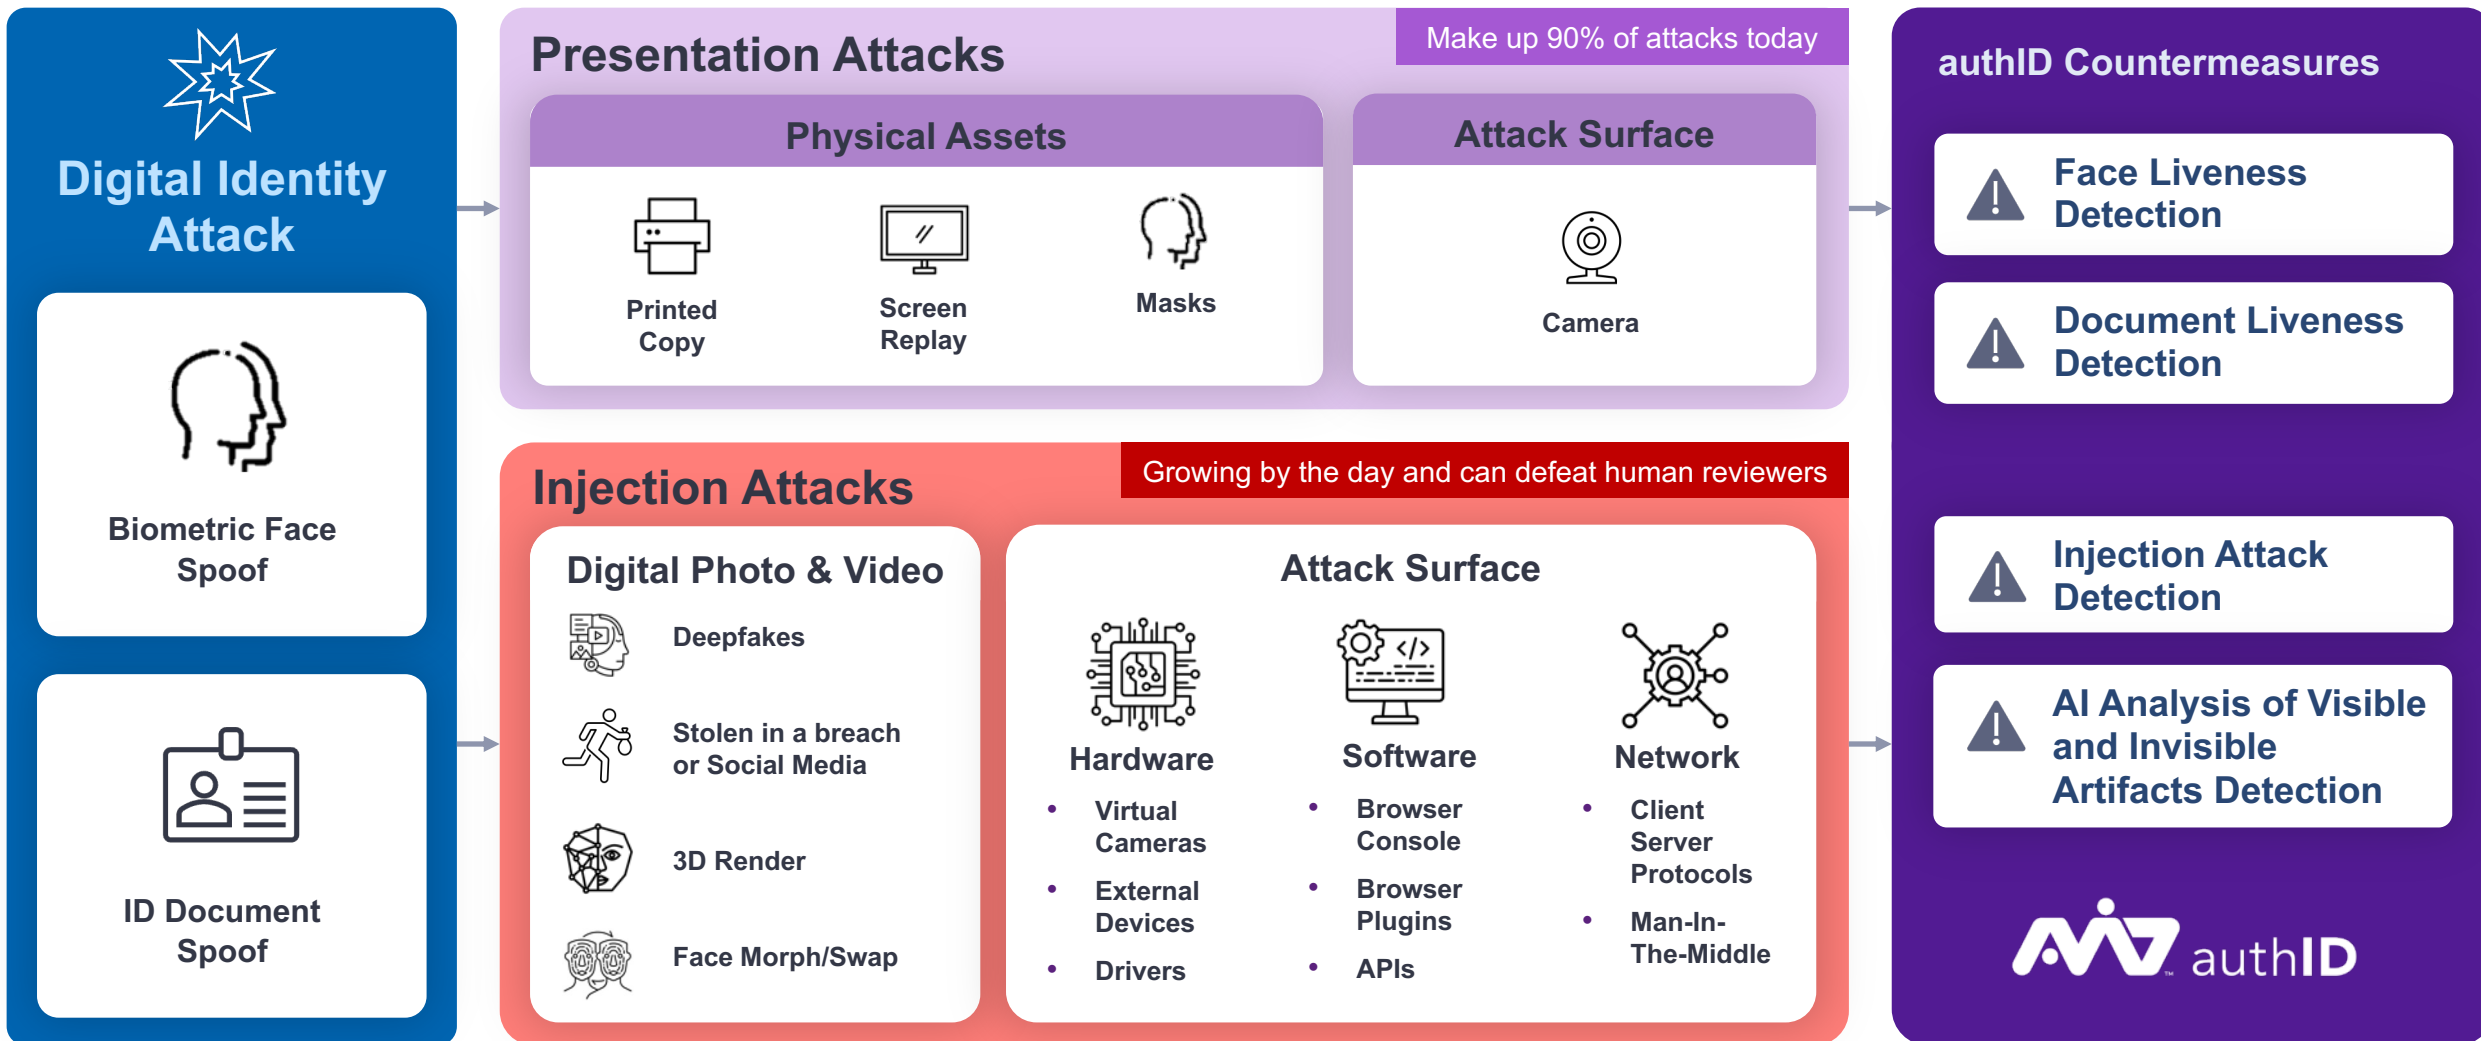 Digital Identity
Attack
Biometric Face
Spoof
ID Document
Spoof
Presentation Attacks
Make up 90% of attacks today
Physical Assets
Printed
Copy
Screen
Replay
Masks
Attack Surface
Camera
Injection Attacks
Growing by the day and can defeat human reviewers
Digital Photo & Video
Deepfakes
Stolen in a breach
or Social Media
3D Render
Face Morph/Swap
Attack Surface
Hardware
• Virtual
Cameras
• External
Devices
• Drivers
Software
• Browser
Console
• Browser
Plugins
• APIs
Network
• Client
Server
Protocols
• Man-In-
The-Middle
authID Countermeasures
Face Liveness
Detection
Document Liveness
Detection
Injection Attack
Detection
AI Analysis of Visible
and Invisible
Artifacts Detection
authID